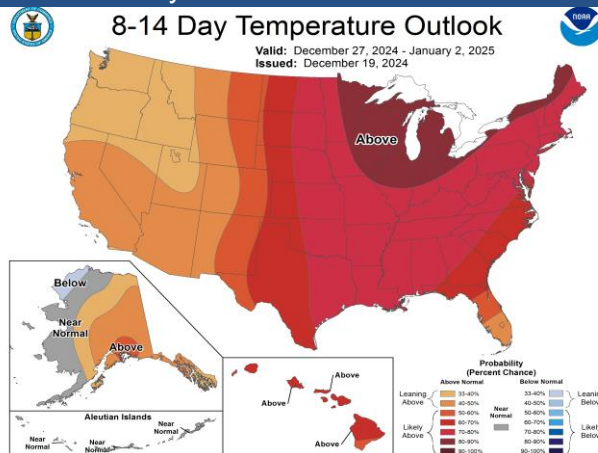 8-14 Day Temperature Outlook
Valid: December 27, 2024 - January 2, 2025
Issued: December 19, 2024
NOAA
Above
Below
Near
Normal
Above
Aleutian Islands
Near
Normal
Near
Normal
Near
Normal
Above
Above
Above
Probability
(Percent Chance)
Above Normal
Below Normal
Leaning
Above
33-40%
40-50%
Likely
Above
50-60%
60-70%
70-80%
80-90%
90-100%
Near
Normal
33-40%
40-50%
50-60%
60-70%
70-80%
80-90%
90-100%